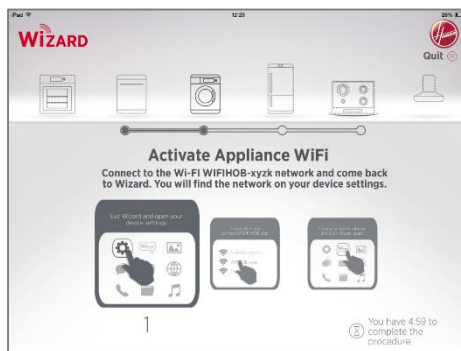 iPad
12:23
26%
WIZARD
HOOVER
Quit
Activate Appliance WiFi
Connect to the Wi-FI WIFIHOB-xyzk network and come back
to Wizard. You will find the network on your device settings.
Exit Wizard and open your
device settings
1
You have 4:59 to
complete the
procedure